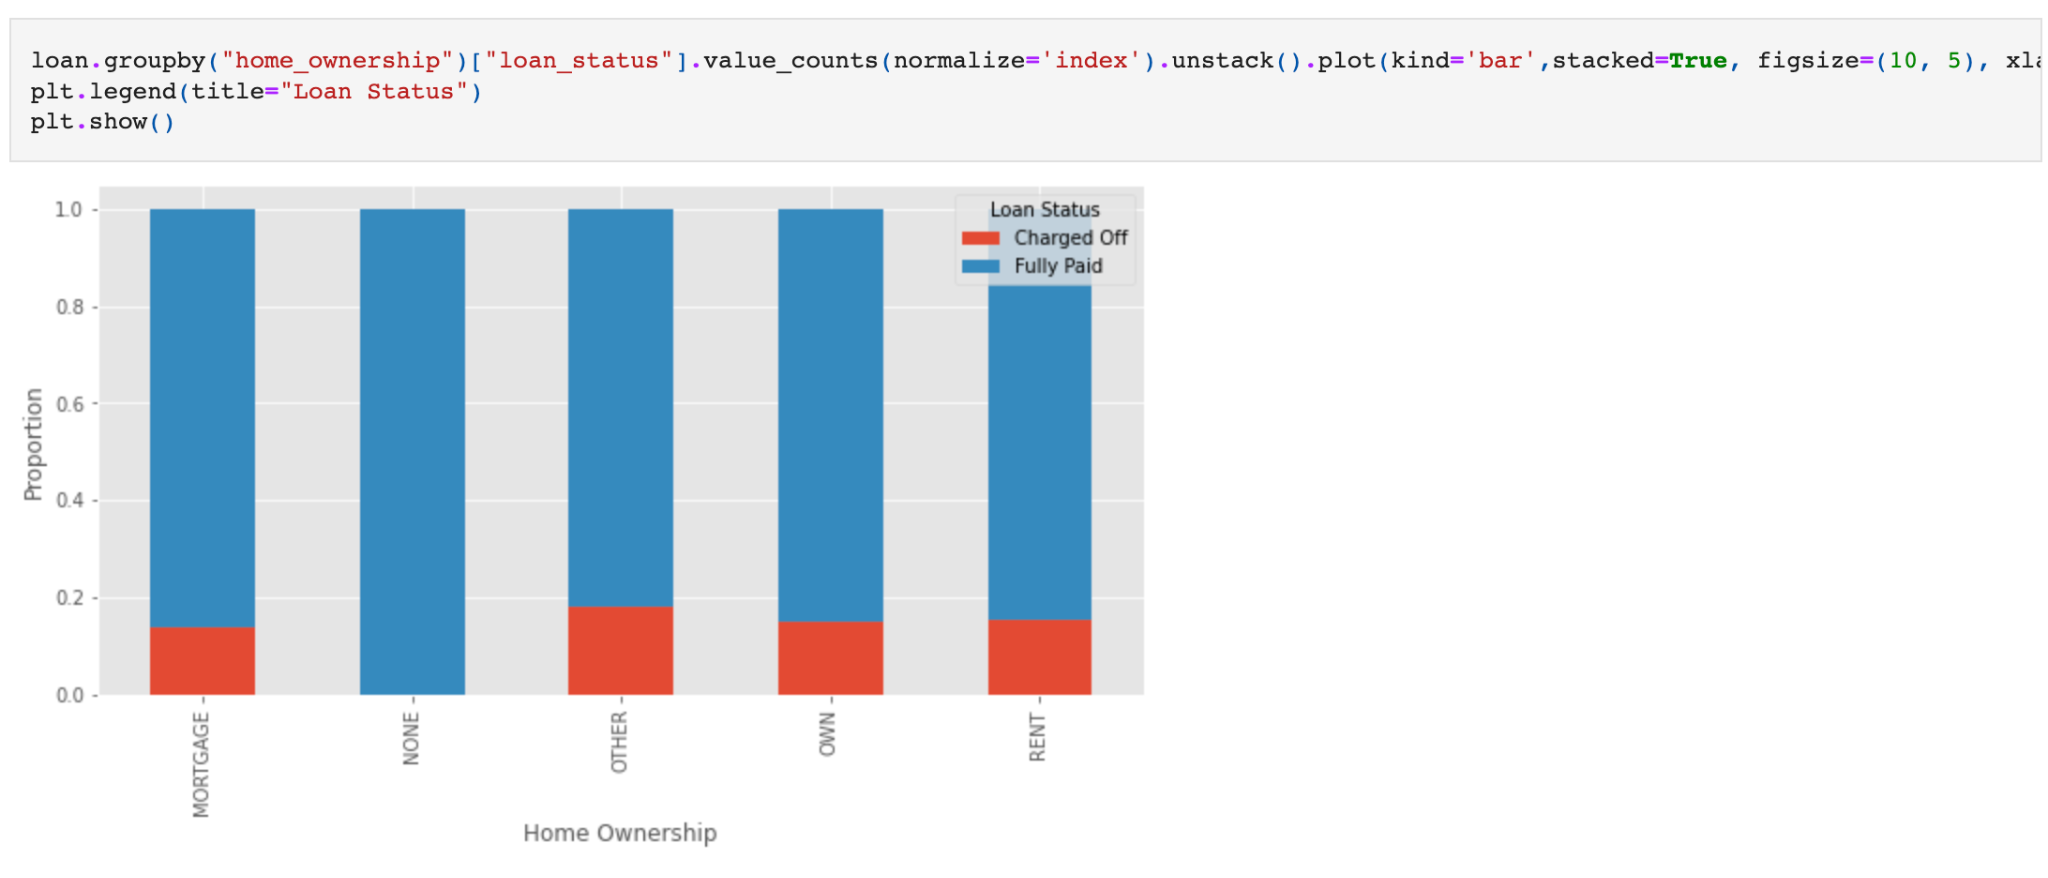 loan.groupby("home_ownership")["loan_status"].value_counts(normalize='index').unstack().plot(kind='bar',stacked=True, figsize=(10, 5), xla
plt.legend(title="Loan Status")
plt.show()
Loan Status
Charged Off
Fully Paid
1.0
0.8
0.6
0.4
0.2
0.0
Proportion
MORTGAGE
NONE
OTHER
OWN
RENT
Home Ownership